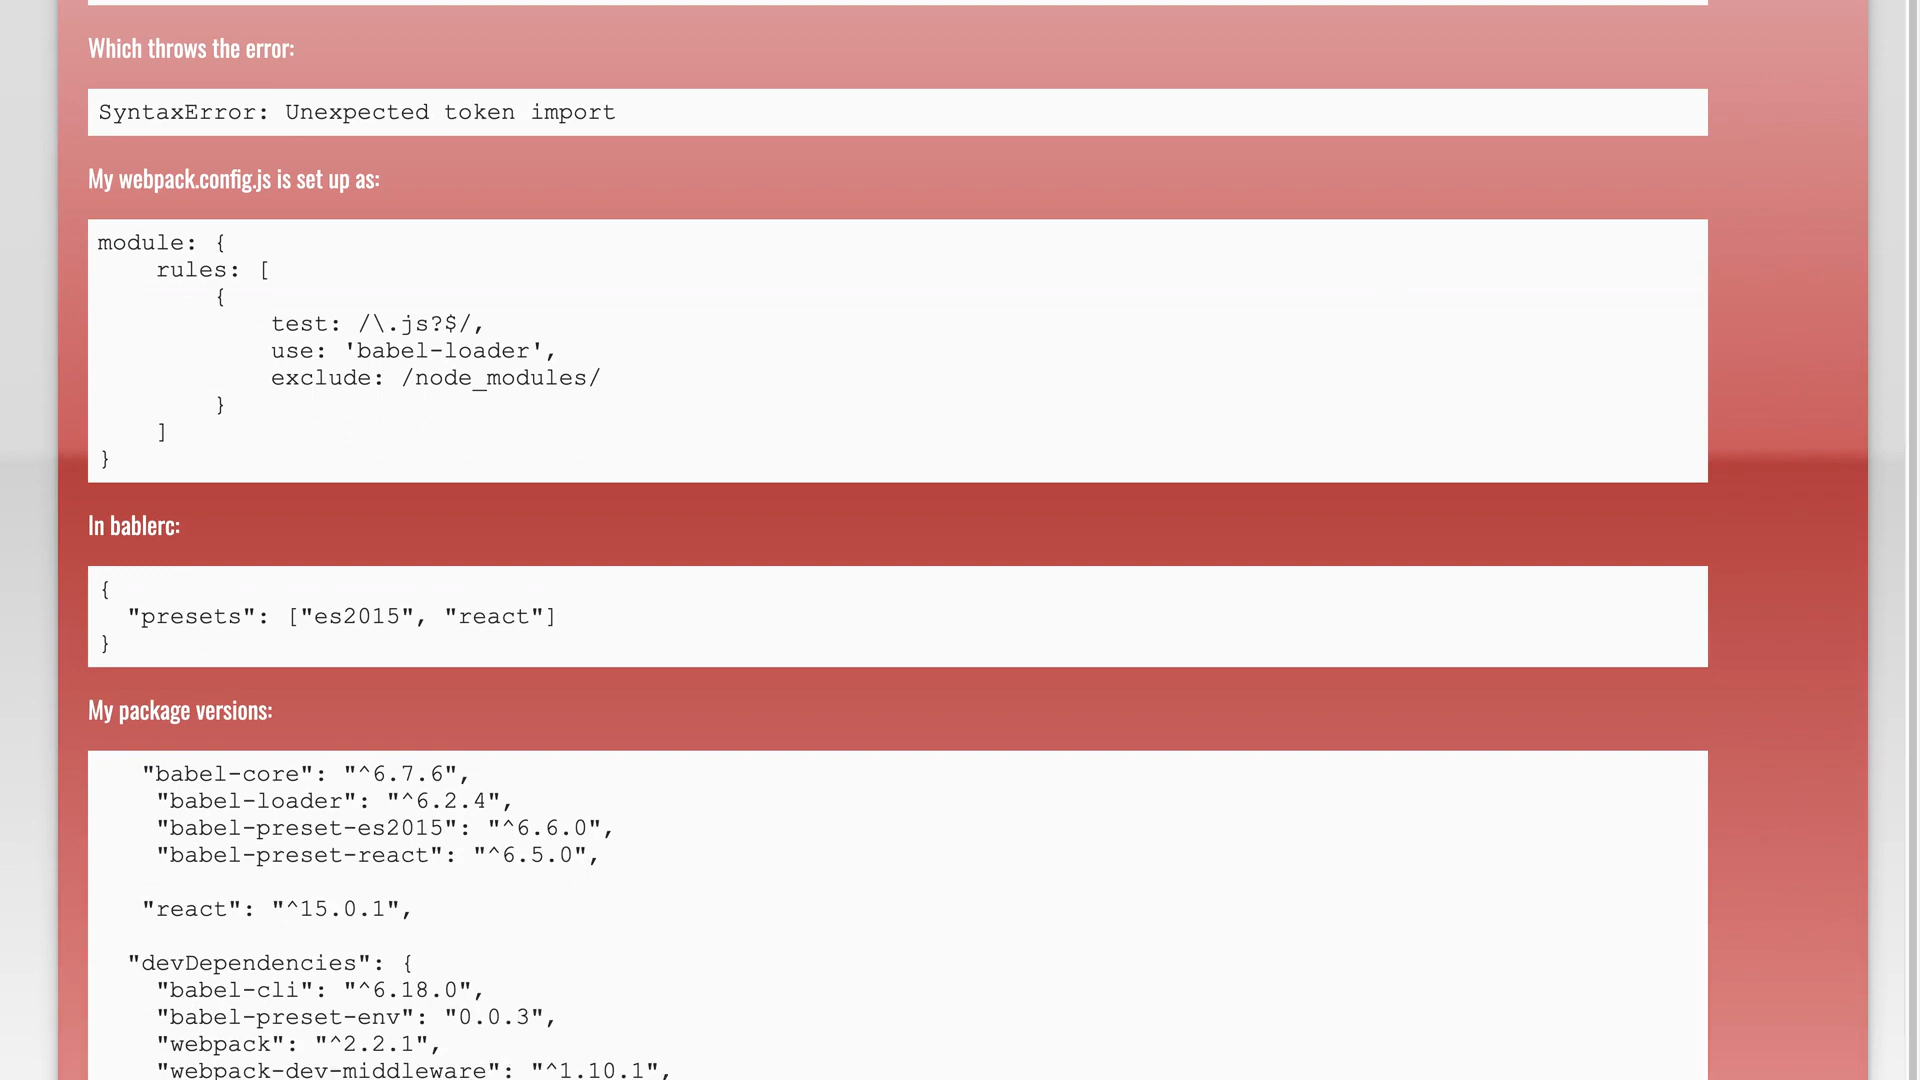 Which throws the error:
SyntaxError: Unexpected token import
My webpack.config.js is set up as:
module: {
    rules: [
        {
            test: /\.js?$/,
            use: 'babel-loader',
            exclude: /node_modules/
        }
    ]
}
In bablerc:
{
  "presets": ["es2015", "react"]
}
My package versions:
   "babel-core": "^6.7.6",
    "babel-loader": "^6.2.4",
    "babel-preset-es2015": "^6.6.0",
    "babel-preset-react": "^6.5.0",
   "react": "^15.0.1",
  "devDependencies": {
    "babel-cli": "^6.18.0",
    "babel-preset-env": "0.0.3",
    "webpack": "^2.2.1",
    "webpack-dev-middleware": "^1.10.1",